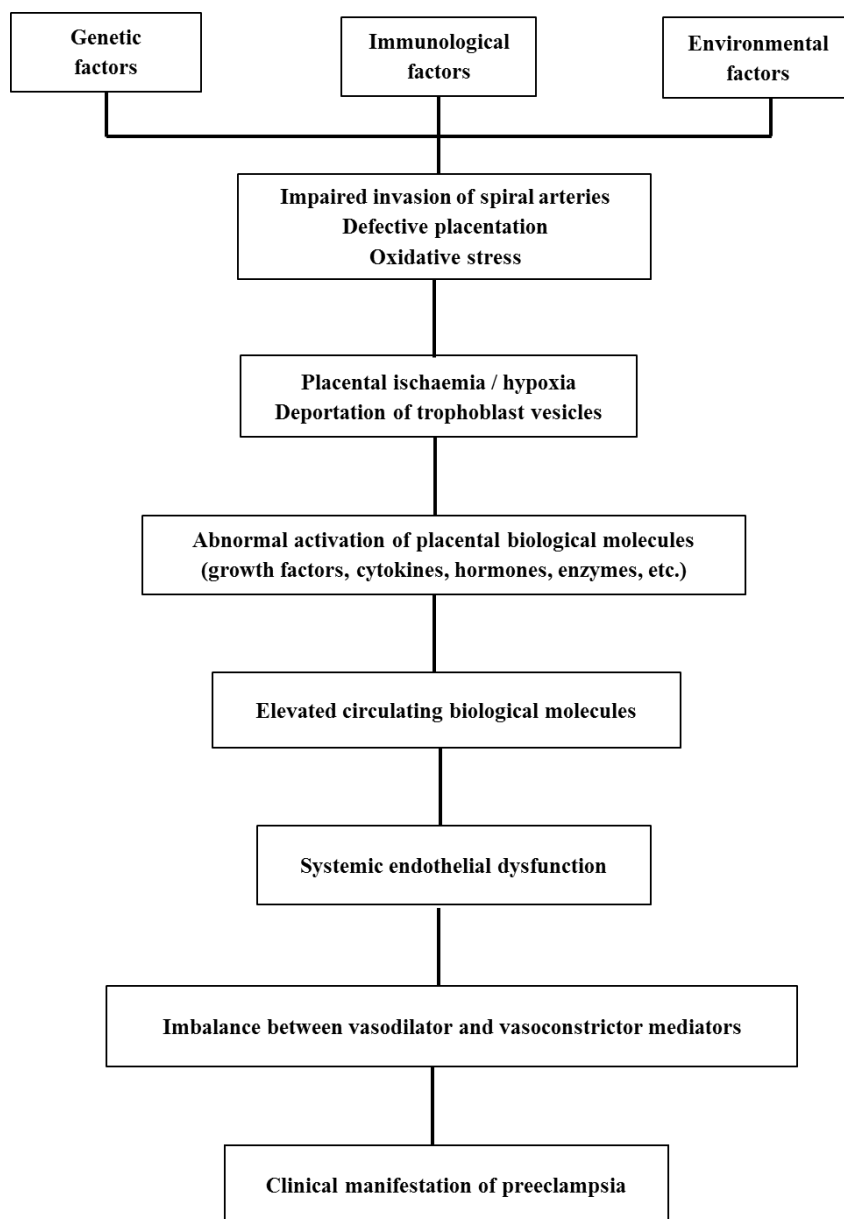 Genetic
factors
Immunological
factors
Environmental
factors
Impaired invasion of spiral arteries
Defective placentation
Oxidative stress
Placental ischaemia / hypoxia
Deportation of trophoblast vesicles
Abnormal activation of placental biological molecules
(growth factors, cytokines, hormones, enzymes, etc.)
Elevated circulating biological molecules
Systemic endothelial dysfunction
Imbalance between vasodilator and vasoconstrictor mediators
Clinical manifestation of preeclampsia